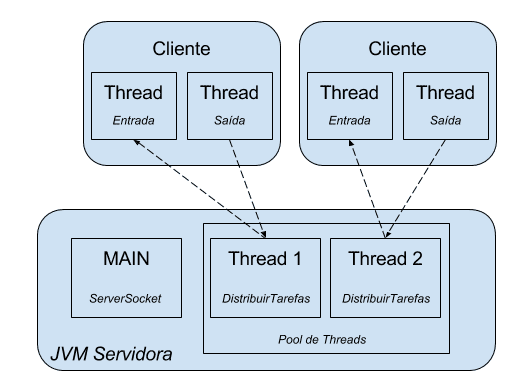 Cliente
Thread
Entrada
Thread
Saída
Cliente
Thread
Entrada
Thread
Saída
MAIN
ServerSocket
Thread 1
DistribuirTarefas
Thread 2
DistribuirTarefas
Pool de Threads
JVM Servidora